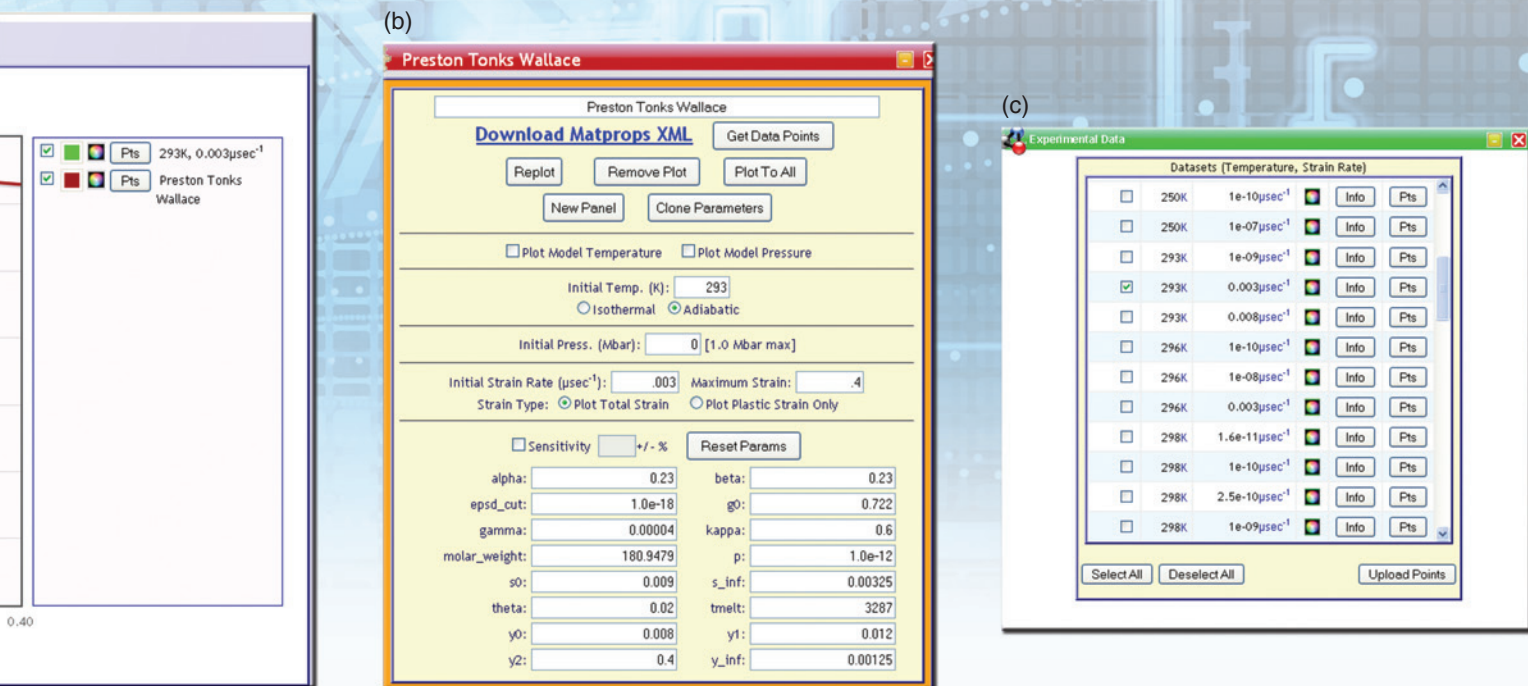 Pts 293K, 0.003µsec⁻¹
Pts Preston Tonks
Wallace
0.40
(b)
Preston Tonks Wallace
Preston Tonks Wallace
Download Matprops XML Get Data Points
Replot Remove Plot Plot To All
New Panel Clone Parameters
Plot Model Temperature Plot Model Pressure
Initial Temp. (K): 293
Isothermal Adiabatic
Initial Press. (Mbar): 0 [1.0 Mbar max]
Initial Strain Rate (µsec⁻¹): .003 Maximum Strain: .4
Strain Type: Plot Total Strain Plot Plastic Strain Only
Sensitivity +/- % Reset Params
alpha: 0.23 beta: 0.23
epsd_cut: 1.0e-18 g0: 0.722
gamma: 0.00004 kappa: 0.6
molar_weight: 180.9479 p: 1.0e-12
s0: 0.009 s_inf: 0.00325
theta: 0.02 tmelt: 3287
y0: 0.008 y1: 0.012
y2: 0.4 y_inf: 0.00125
(c)
Experimental Data
Datasets (Temperature, Strain Rate)
250K 1e-10µsec⁻¹ Info Pts
250K 1e-07µsec⁻¹ Info Pts
293K 1e-09µsec⁻¹ Info Pts
293K 0.003µsec⁻¹ Info Pts
293K 0.008µsec⁻¹ Info Pts
296K 1e-10µsec⁻¹ Info Pts
296K 1e-08µsec⁻¹ Info Pts
296K 0.003µsec⁻¹ Info Pts
298K 1.6e-11µsec⁻¹ Info Pts
298K 1e-10µsec⁻¹ Info Pts
298K 2.5e-10µsec⁻¹ Info Pts
298K 1e-09µsec⁻¹ Info Pts
Select All Deselect All Upload Points